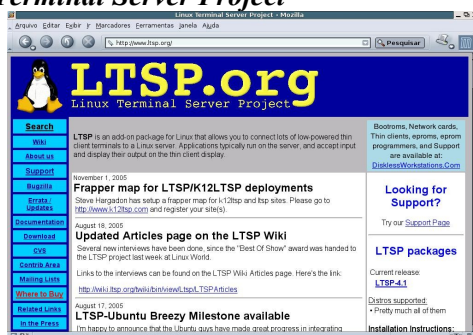 Terminal Server Project
Linux Terminal Server Project - Mozilla
Arquivo Editar Exibir Ir Marcadores Ferramentas Janela Ajuda
http://www.ltsp.org/
Pesquisar
LTSP.org
Linux Terminal Server Project
Search
Wiki
About us
Support
Bugzilla
Errata / Updates
Documentation
Download
CVS
Contrib Area
Mailing Lists
Where to Buy
Related Links
In the Press
LTSP is an add-on package for Linux that allows you to connect lots of low-powered thin
client terminals to a Linux server. Applications typically run on the server, and accept input
and display their output on the thin client display.
November 1, 2005
Frapper map for LTSP/K12LTSP deployments
Steve Hargadon has setup a frapper map for k12ltsp and ltsp sites. Please go to
http://www.k12ltsp.com and register your site(s).
August 18, 2005
Updated Articles page on the LTSP Wiki
Several new interviews have been done, since the "Best Of Show" award was handed to
the LTSP project last week at Linux World.
Links to the interviews can be found on the LTSP Wiki Articles page. Here's the link:
http://wiki.ltsp.org/twiki/bin/view/Ltsp/LTSPArticles
August 17, 2005
LTSP-Ubuntu Breezy Milestone available
I'm happy to announce that the Ubuntu guys have made great progress in integrating
Bootroms, Network cards,
Thin clients, eproms, eprom
programmers, and Support
are available at:
DisklessWorkstations.Com
Looking for
Support?
Try our Support Page
LTSP packages
Current release:
LTSP-4.1
Distros supported:
• Pretty much all of them
Installation Instructions: